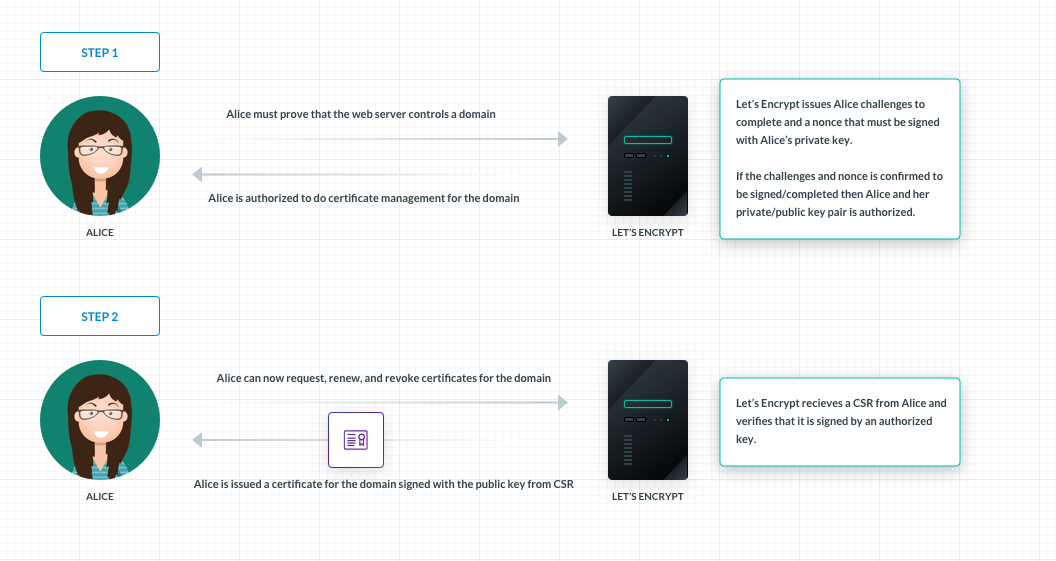 STEP 1
Alice must prove that the web server controls a domain
Alice is authorized to do certificate management for the domain
ALICE
LET'S ENCRYPT
Let's Encrypt issues Alice challenges to
complete and a nonce that must be signed
with Alice's private key.
If the challenges and nonce is confirmed to
be signed/completed then Alice and her
private/public key pair is authorized.
STEP 2
Alice can now request, renew, and revoke certificates for the domain
Alice is issued a certificate for the domain signed with the public key from CSR
ALICE
LET'S ENCRYPT
Let's Encrypt recieves a CSR from Alice and
verifies that it is signed by an authorized
key.